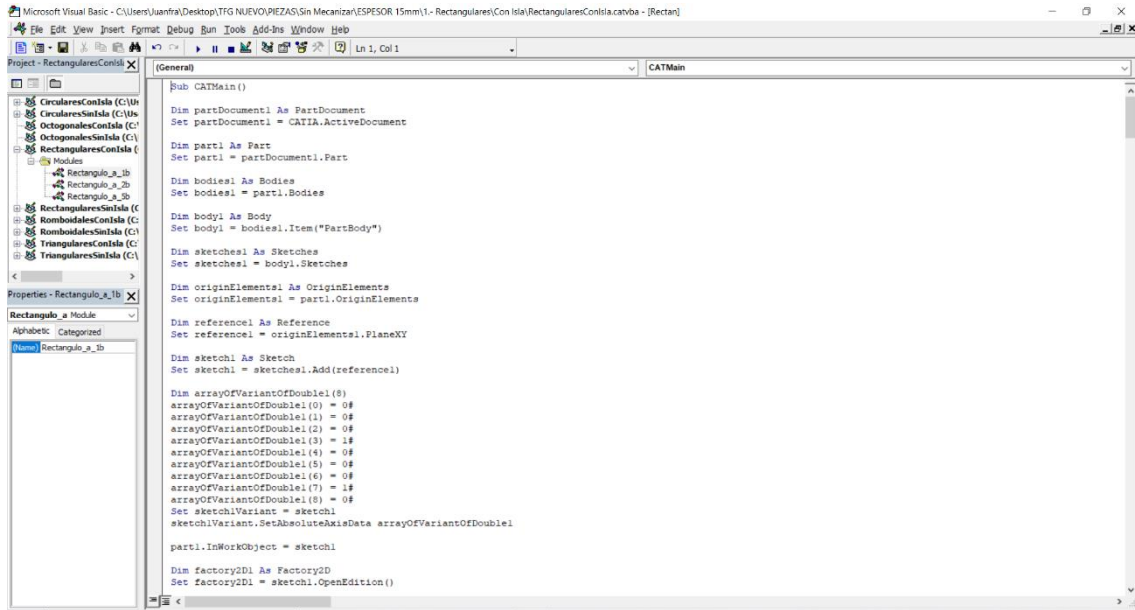 Microsoft Visual Basic - C:\Users\Juanfra\Desktop\TFG NUEVO\PIEZAS\Sin Mecanizar\ESPESOR 15mm\1.- Rectangulares\Con Isla\RectangularesConIsla.catvba - [Rectan]
File Edit View Insert Format Debug Run Tools Add-Ins Window Help
Ln 1, Col 1
Project - RectangularesConIsla
(General) CATMain
CircularesConIsla (C:\Us
CircularesSinIsla (C:\Us
OctogonalesConIsla (C:\
OctogonalesSinIsla (C:\
RectangularesConIsla (
Modules
Rectangulo_a_1b
Rectangulo_a_2b
Rectangulo_a_5b
RectangularesSinIsla (C
RomboidalesConIsla (C:
RomboidalesSinIsla (C:\
TriangularesConIsla (C:
TriangularesSinIsla (C:\
Properties - Rectangulo_a_1b
Rectangulo_a Module
Alphabetic Categorized
(Name) Rectangulo_a_1b
Sub CATMain()
Dim partDocument1 As PartDocument
Set partDocument1 = CATIA.ActiveDocument
Dim part1 As Part
Set part1 = partDocument1.Part
Dim bodies1 As Bodies
Set bodies1 = part1.Bodies
Dim body1 As Body
Set body1 = bodies1.Item("PartBody")
Dim sketches1 As Sketches
Set sketches1 = body1.Sketches
Dim originElements1 As OriginElements
Set originElements1 = part1.OriginElements
Dim reference1 As Reference
Set reference1 = originElements1.PlaneXY
Dim sketch1 As Sketch
Set sketch1 = sketches1.Add(reference1)
Dim arrayOfVariantOfDouble1(8)
arrayOfVariantOfDouble1(0) = 0#
arrayOfVariantOfDouble1(1) = 0#
arrayOfVariantOfDouble1(2) = 0#
arrayOfVariantOfDouble1(3) = 1#
arrayOfVariantOfDouble1(4) = 0#
arrayOfVariantOfDouble1(5) = 0#
arrayOfVariantOfDouble1(6) = 0#
arrayOfVariantOfDouble1(7) = 1#
arrayOfVariantOfDouble1(8) = 0#
Set sketch1Variant = sketch1
sketch1Variant.SetAbsoluteAxisData arrayOfVariantOfDouble1
part1.InWorkObject = sketch1
Dim factory2D1 As Factory2D
Set factory2D1 = sketch1.OpenEdition()